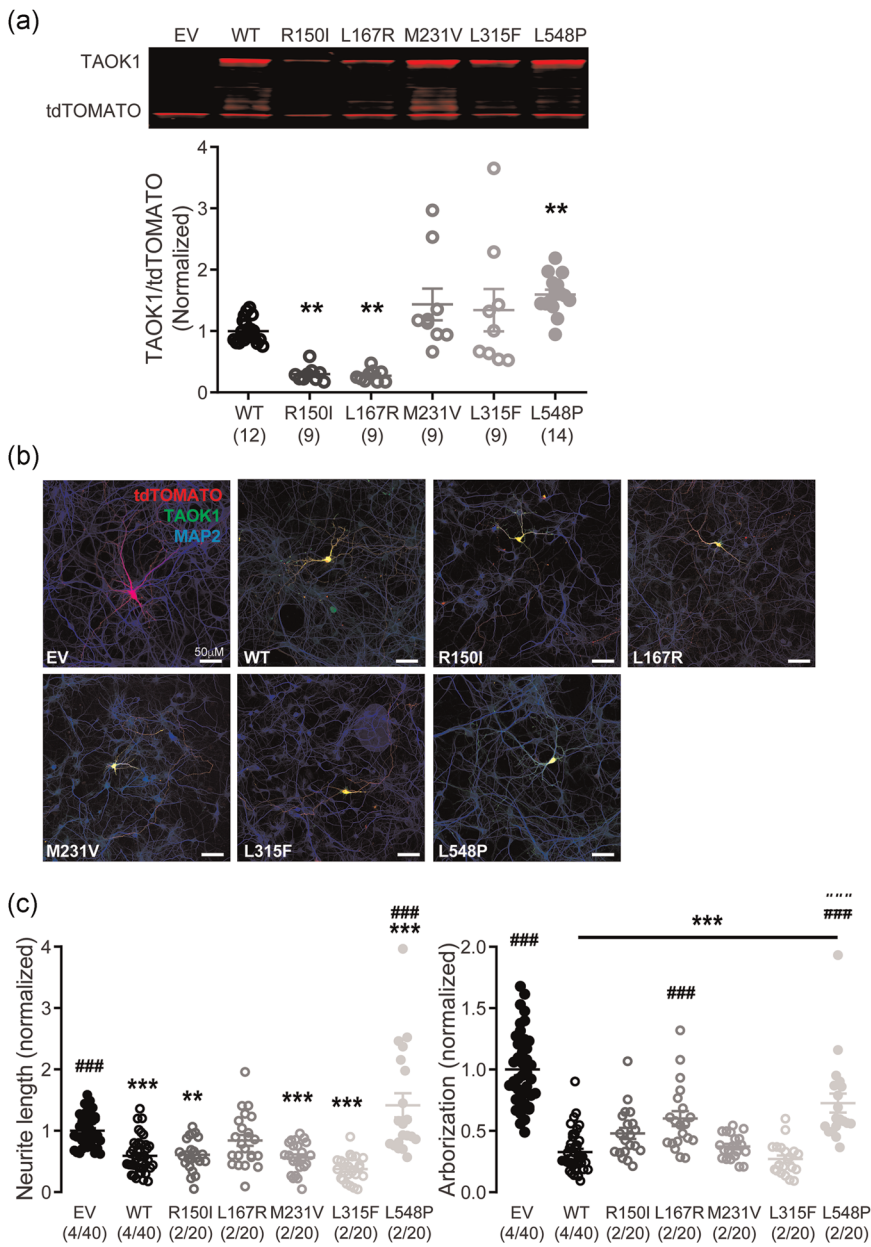 (a)
EV WT R150I L167R M231V L315F L548P
TAOK1
tdTOMATO
TAOK1/tdTOMATO
(Normalized)
4
3
2
1
0
** ** **
WT R150I L167R M231V L315F L548P
(12) (9) (9) (9) (9) (14)
(b)
tdTOMATO
TAOK1
MAP2
50μM
EV
WT
R150I
L167R
M231V
L315F
L548P
(c)
Neurite length (normalized)
4
3
2
1
0
###
***
**
***
***
###
***
EV WT R150I L167R M231V L315F L548P
(4/40) (4/40) (2/20) (2/20) (2/20) (2/20) (2/20)
Arborization (normalized)
2.0
1.5
1.0
0.5
0.0
###
***
###
###
EV WT R150I L167R M231V L315F L548P
(4/40) (4/40) (2/20) (2/20) (2/20) (2/20) (2/20)